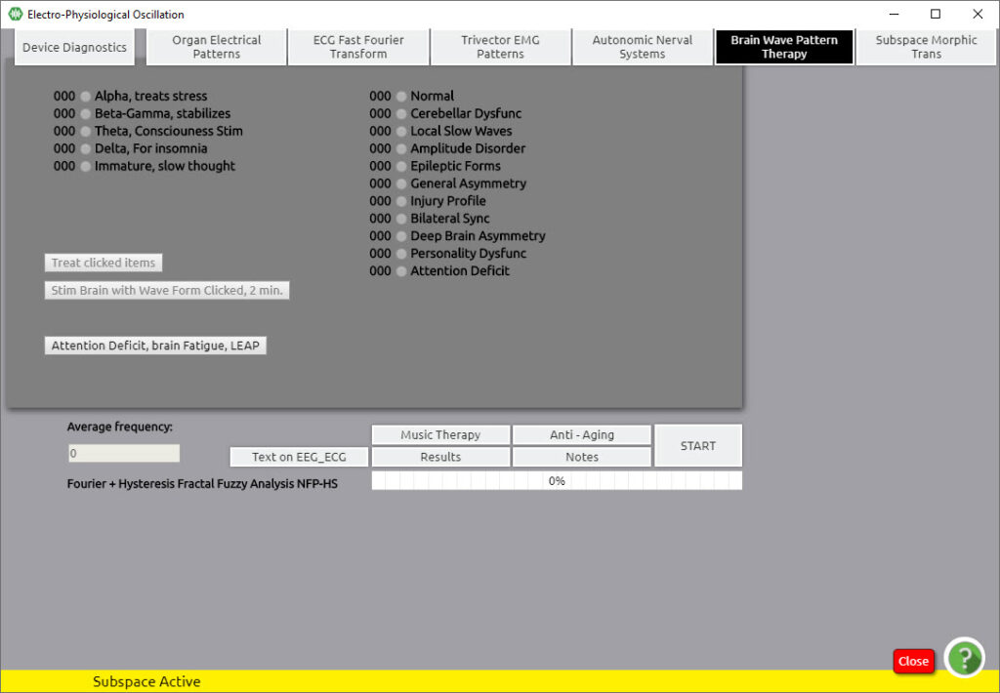 Electro-Physiological Oscillation
Device Diagnostics
Organ Electrical
Patterns
ECG Fast Fourier
Transform
Trivector EMG
Patterns
Autonomic Nerval
Systems
Brain Wave Pattern
Therapy
Subspace Morphic
Trans
000 Alpha, treats stress
000 Beta-Gamma, stabilizes
000 Theta, Consciouness Stim
000 Delta, For insomnia
000 Immature, slow thought
000 Normal
000 Cerebellar Dysfunc
000 Local Slow Waves
000 Amplitude Disorder
000 Epileptic Forms
000 General Asymmetry
000 Injury Profile
000 Bilateral Sync
000 Deep Brain Asymmetry
000 Personality Dysfunc
000 Attention Deficit
Treat clicked items
Stim Brain with Wave Form Clicked, 2 min.
Attention Deficit, brain Fatigue, LEAP
Average frequency:
0
Music Therapy
Anti - Aging
START
Text on EEG_ECG
Results
Notes
Fourier + Hysteresis Fractal Fuzzy Analysis NFP-HS
0%
Close
?
Subspace Active